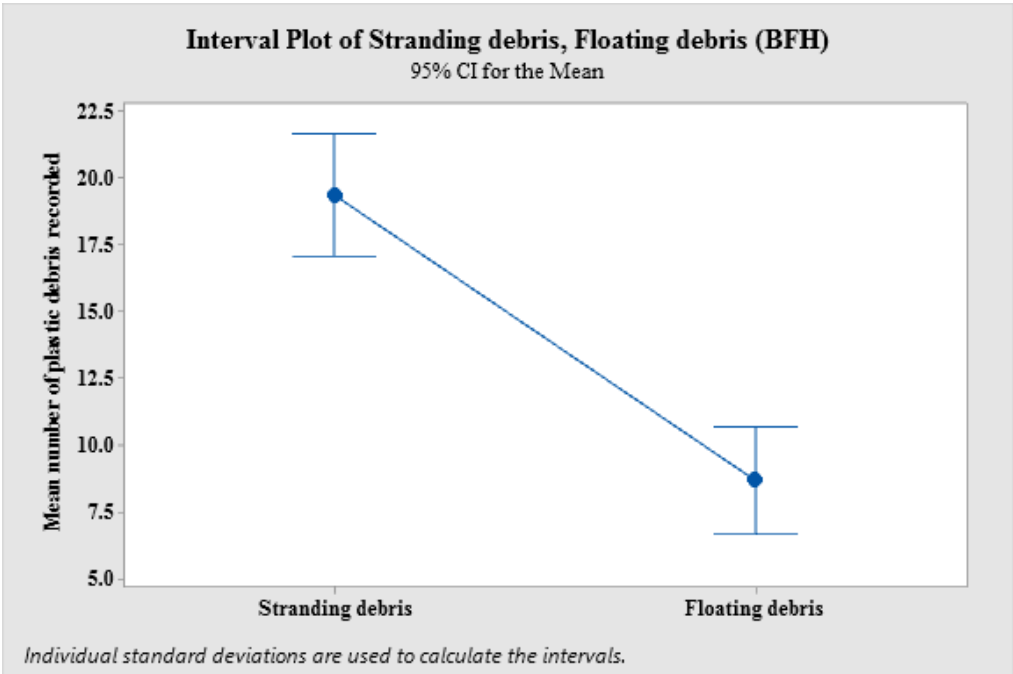 Interval Plot of Stranding debris, Floating debris (BFH)
95% CI for the Mean
Mean number of plastic debris recorded
22.5
20.0
17.5
15.0
12.5
10.0
7.5
5.0
Stranding debris
Floating debris
Individual standard deviations are used to calculate the intervals.